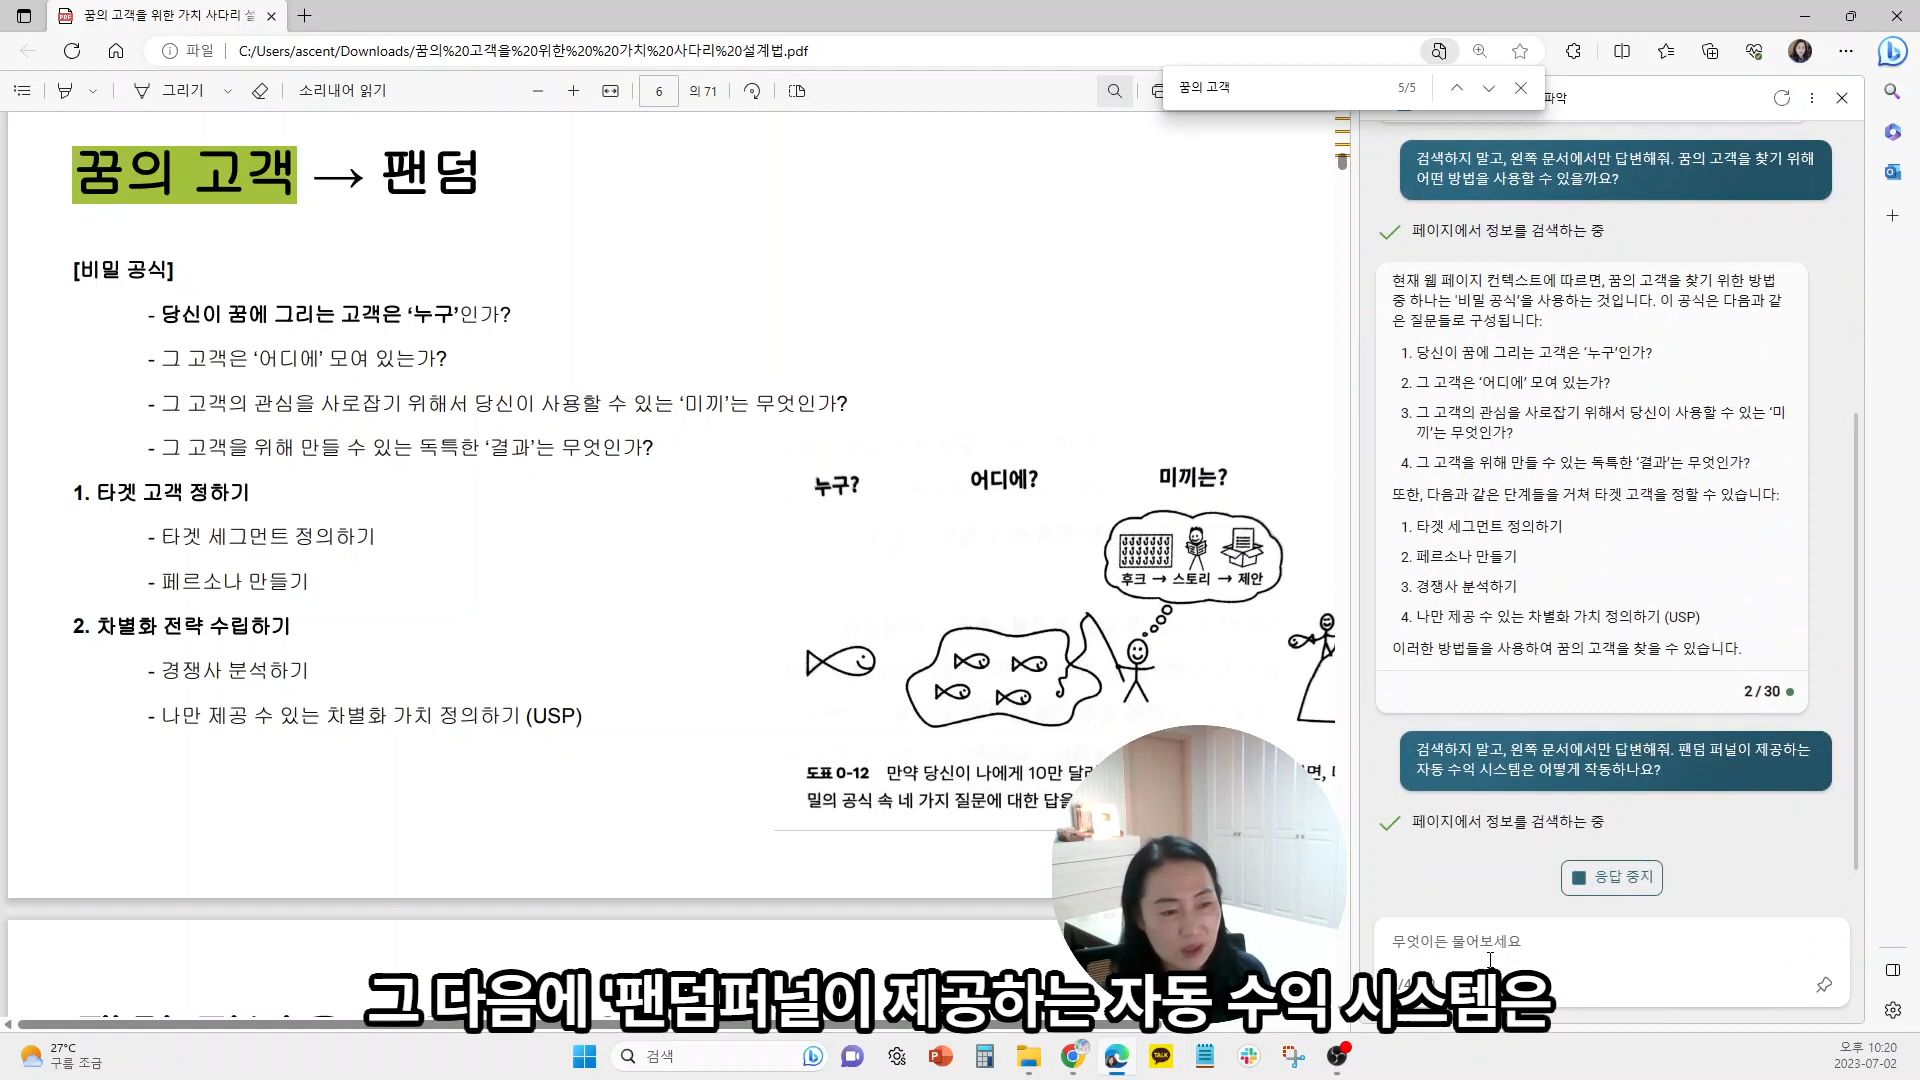 꿈의 고객을 위한 가치 사다리 설
파일
C:/Users/ascent/Downloads/꿈의%20고객을%20위한%20%20가치%20사다리%20설계법.pdf
그리기
소리내어 읽기
6
의 71
꿈의 고객
5/5
파악
꿈의 고객 → 팬덤
[비밀 공식]
- 당신이 꿈에 그리는 고객은 ‘누구’인가?
- 그 고객은 ‘어디에’ 모여 있는가?
- 그 고객의 관심을 사로잡기 위해서 당신이 사용할 수 있는 ‘미끼’는 무엇인가?
- 그 고객을 위해 만들 수 있는 독특한 ‘결과’는 무엇인가?
1. 타겟 고객 정하기
- 타겟 세그먼트 정의하기
- 페르소나 만들기
2. 차별화 전략 수립하기
- 경쟁사 분석하기
- 나만 제공 수 있는 차별화 가치 정의하기 (USP)
누구?
어디에?
미끼는?
후크 → 스토리 → 제안
도표 0-12 만약 당신이 나에게 10만 달러
밀의 공식 속 네 가지 질문에 대한 답을
검색하지 말고, 왼쪽 문서에서만 답변해줘. 꿈의 고객을 찾기 위해
어떤 방법을 사용할 수 있을까요?
페이지에서 정보를 검색하는 중
현재 웹 페이지 컨텍스트에 따르면, 꿈의 고객을 찾기 위한 방법
중 하나는 '비밀 공식'을 사용하는 것입니다. 이 공식은 다음과 같
은 질문들로 구성됩니다:
1. 당신이 꿈에 그리는 고객은 ‘누구’인가?
2. 그 고객은 ‘어디에’ 모여 있는가?
3. 그 고객의 관심을 사로잡기 위해서 당신이 사용할 수 있는 ‘미
끼’는 무엇인가?
4. 그 고객을 위해 만들 수 있는 독특한 ‘결과’는 무엇인가?
또한, 다음과 같은 단계들을 거쳐 타겟 고객을 정할 수 있습니다:
1. 타겟 세그먼트 정의하기
2. 페르소나 만들기
3. 경쟁사 분석하기
4. 나만 제공 수 있는 차별화 가치 정의하기 (USP)
이러한 방법들을 사용하여 꿈의 고객을 찾을 수 있습니다.
2 / 30
검색하지 말고, 왼쪽 문서에서만 답변해줘. 팬덤 퍼널이 제공하는
자동 수익 시스템은 어떻게 작동하나요?
페이지에서 정보를 검색하는 중
응답 중지
무엇이든 물어보세요
그 다음에 '팬덤퍼널이 제공하는 자동 수익 시스템은
27°C
구름 조금
검색
TALK
오후 10:20
2023-07-02